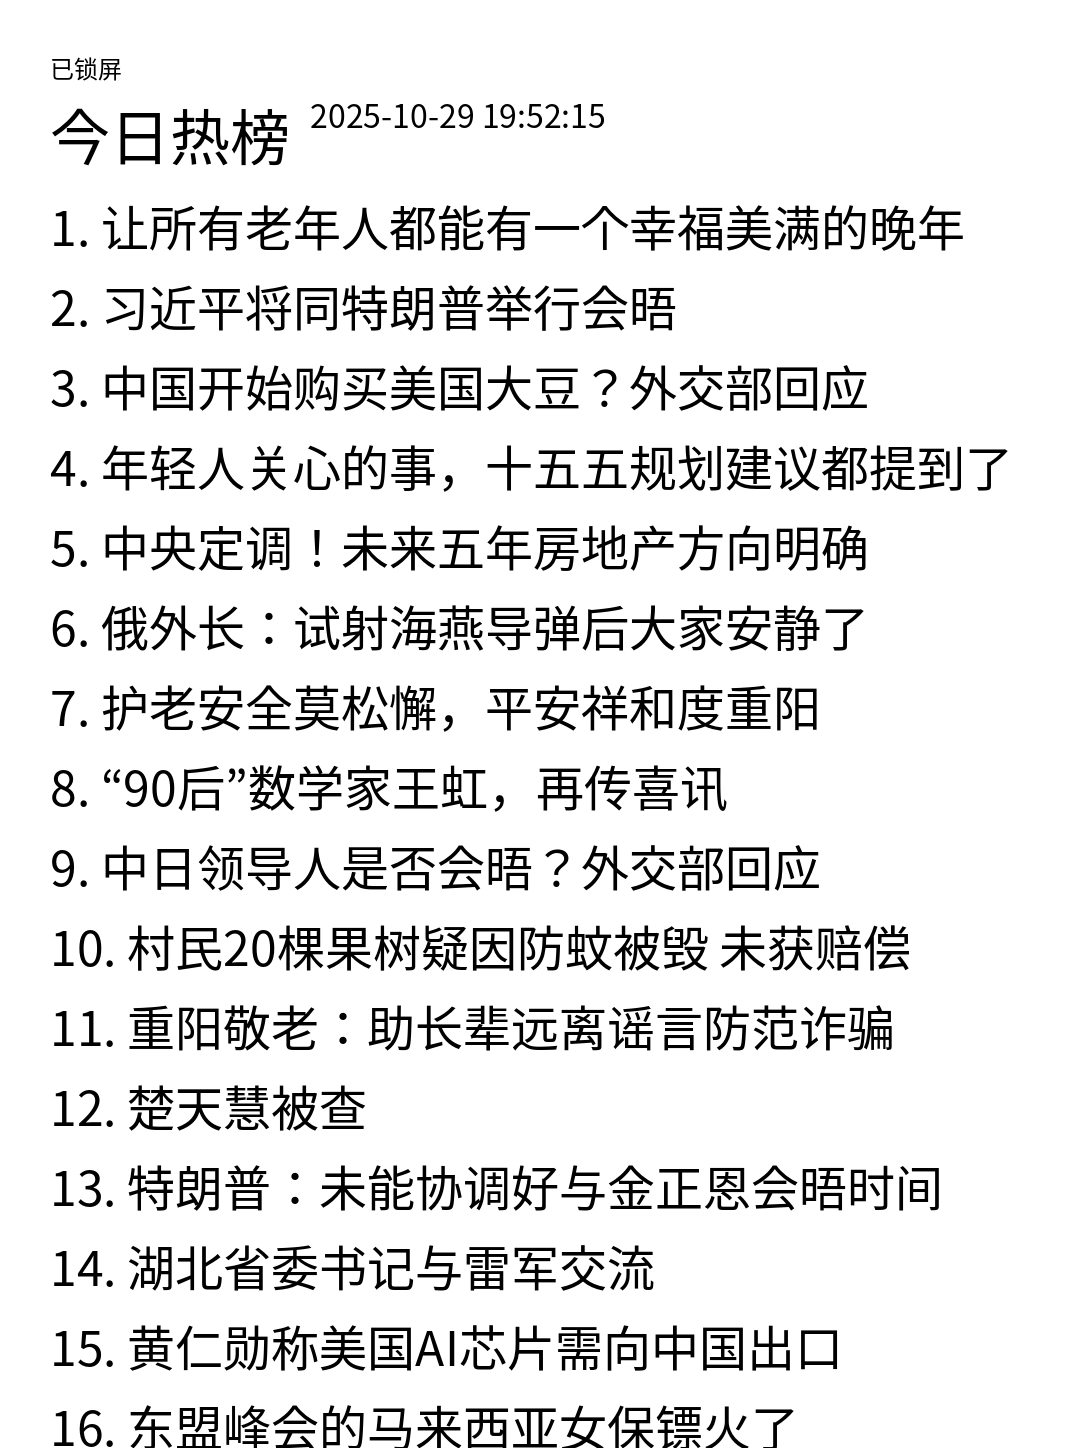 已锁屏
今日热榜 2025-10-29 19:52:15
1. 让所有老年人都能有一个幸福美满的晚年
2. 习近平将同特朗普举行会晤
3. 中国开始购买美国大豆？外交部回应
4. 年轻人关心的事，十五五规划建议都提到了
5. 中央定调！未来五年房地产方向明确
6. 俄外长：试射海燕导弹后大家安静了
7. 护老安全莫松懈，平安祥和度重阳
8. “90后”数学家王虹，再传喜讯
9. 中日领导人是否会晤？外交部回应
10. 村民20棵果树疑因防蚊被毁 未获赔偿
11. 重阳敬老：助长辈远离谣言防范诈骗
12. 楚天慧被查
13. 特朗普：未能协调好与金正恩会晤时间
14. 湖北省委书记与雷军交流
15. 黄仁勋称美国AI芯片需向中国出口
16. 东盟峰会的马来西亚女保镖火了